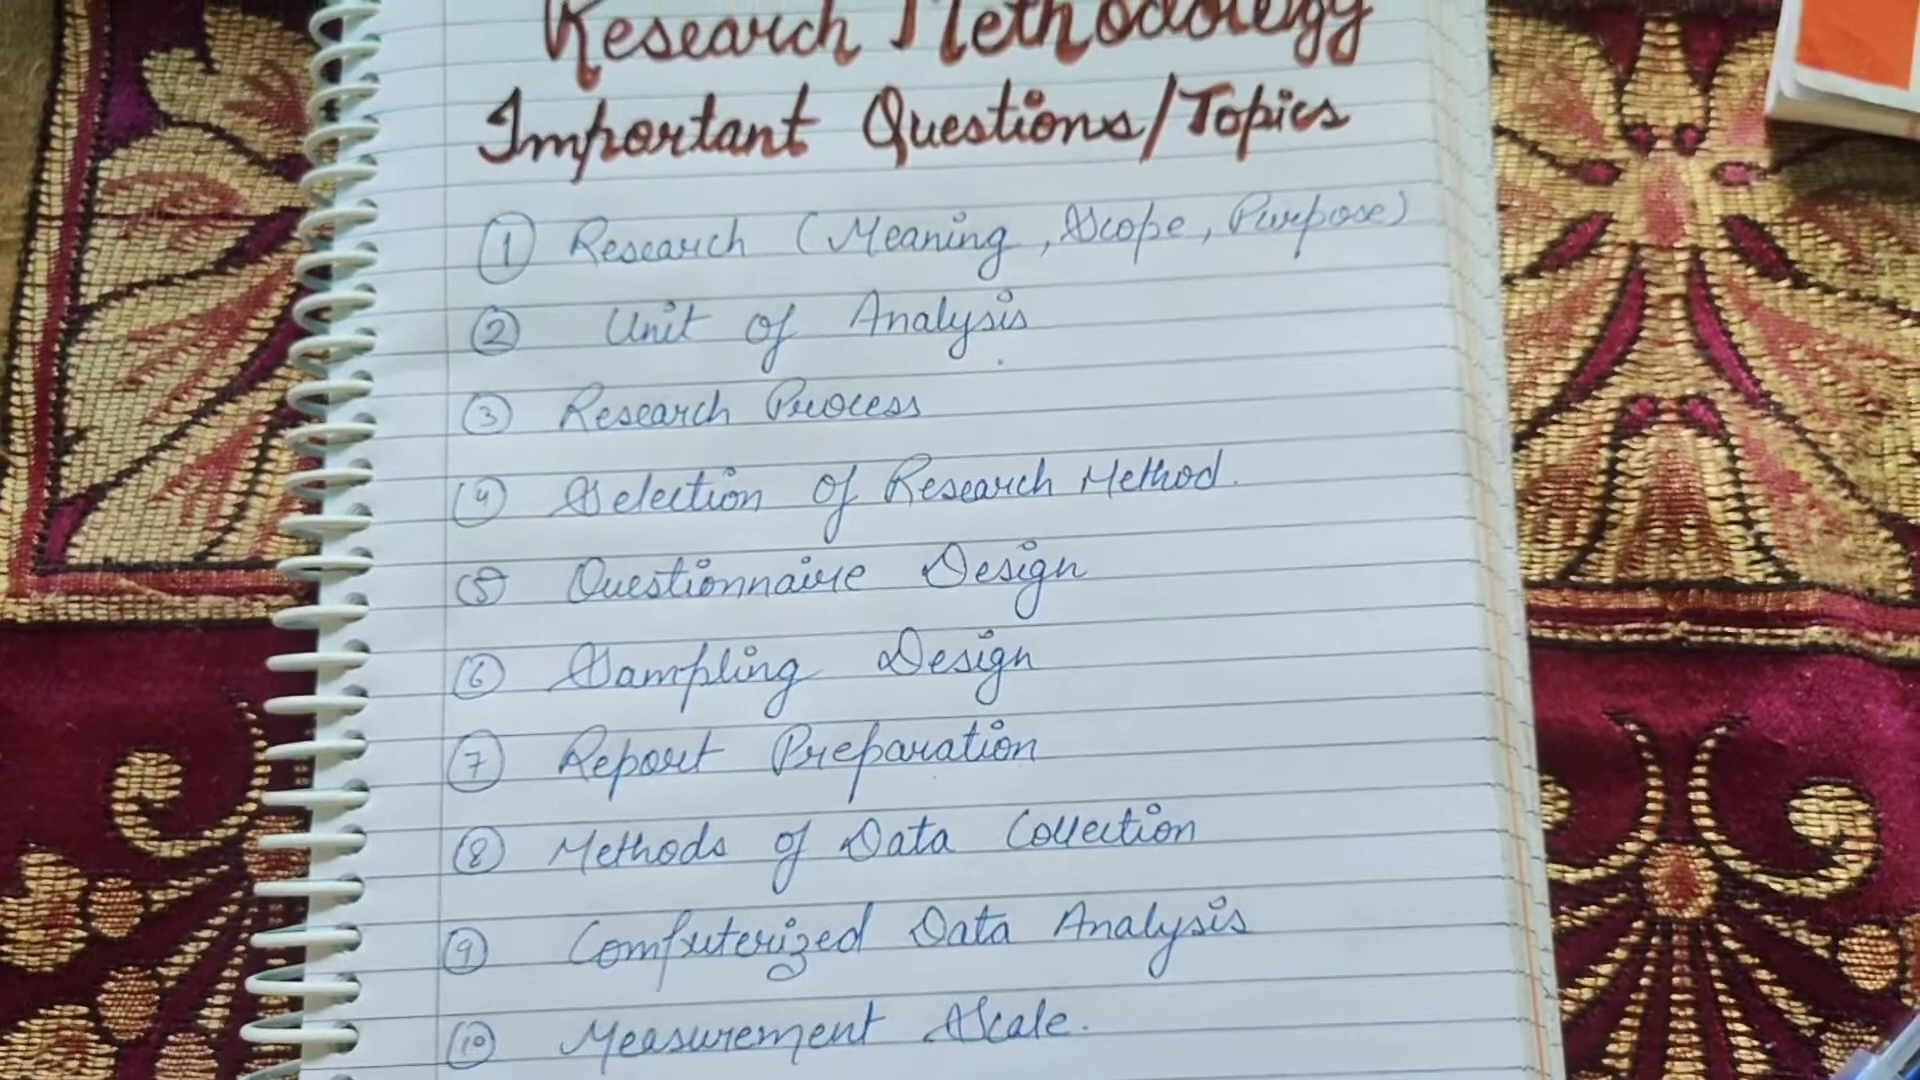 Research Methodology
Important Questions/Topics
① Research (Meaning, Scope, Purpose)
② Unit of Analysis
③ Research Process
④ Selection of Research Method.
⑤ Questionnaire Design
⑥ Sampling Design
⑦ Report Preparation
⑧ Methods of Data Collection
⑨ Computerized Data Analysis
⑩ Measurement Scale.